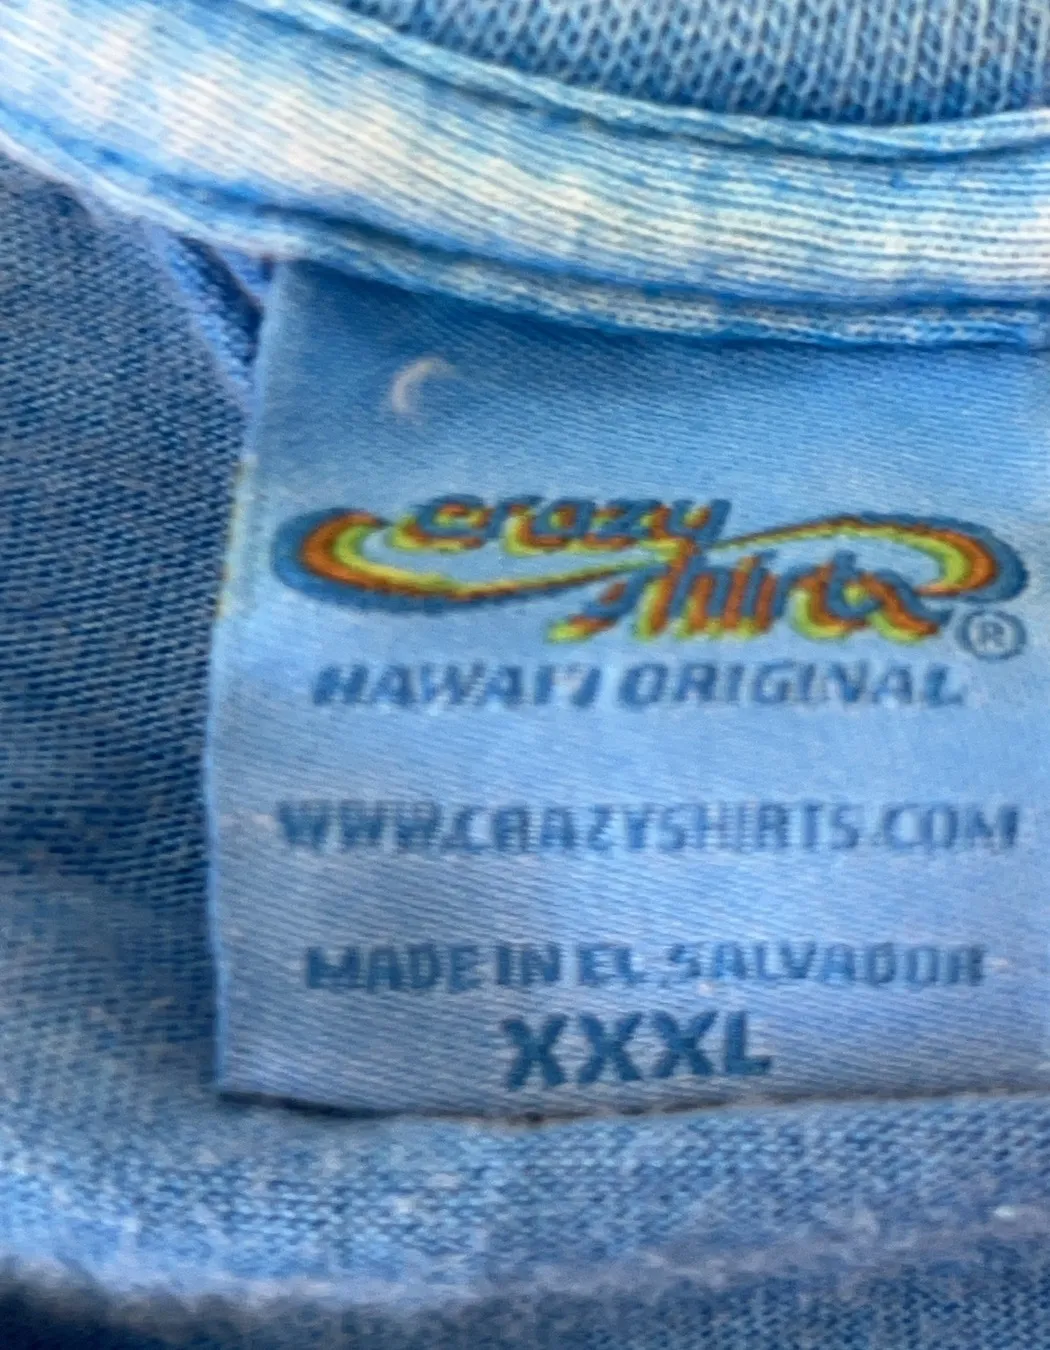 crazy
shirts®
HAWAI'I ORIGINAL
WWW.CRAZYSHIRTS.COM
MADE IN EL SALVADOR
XXXL